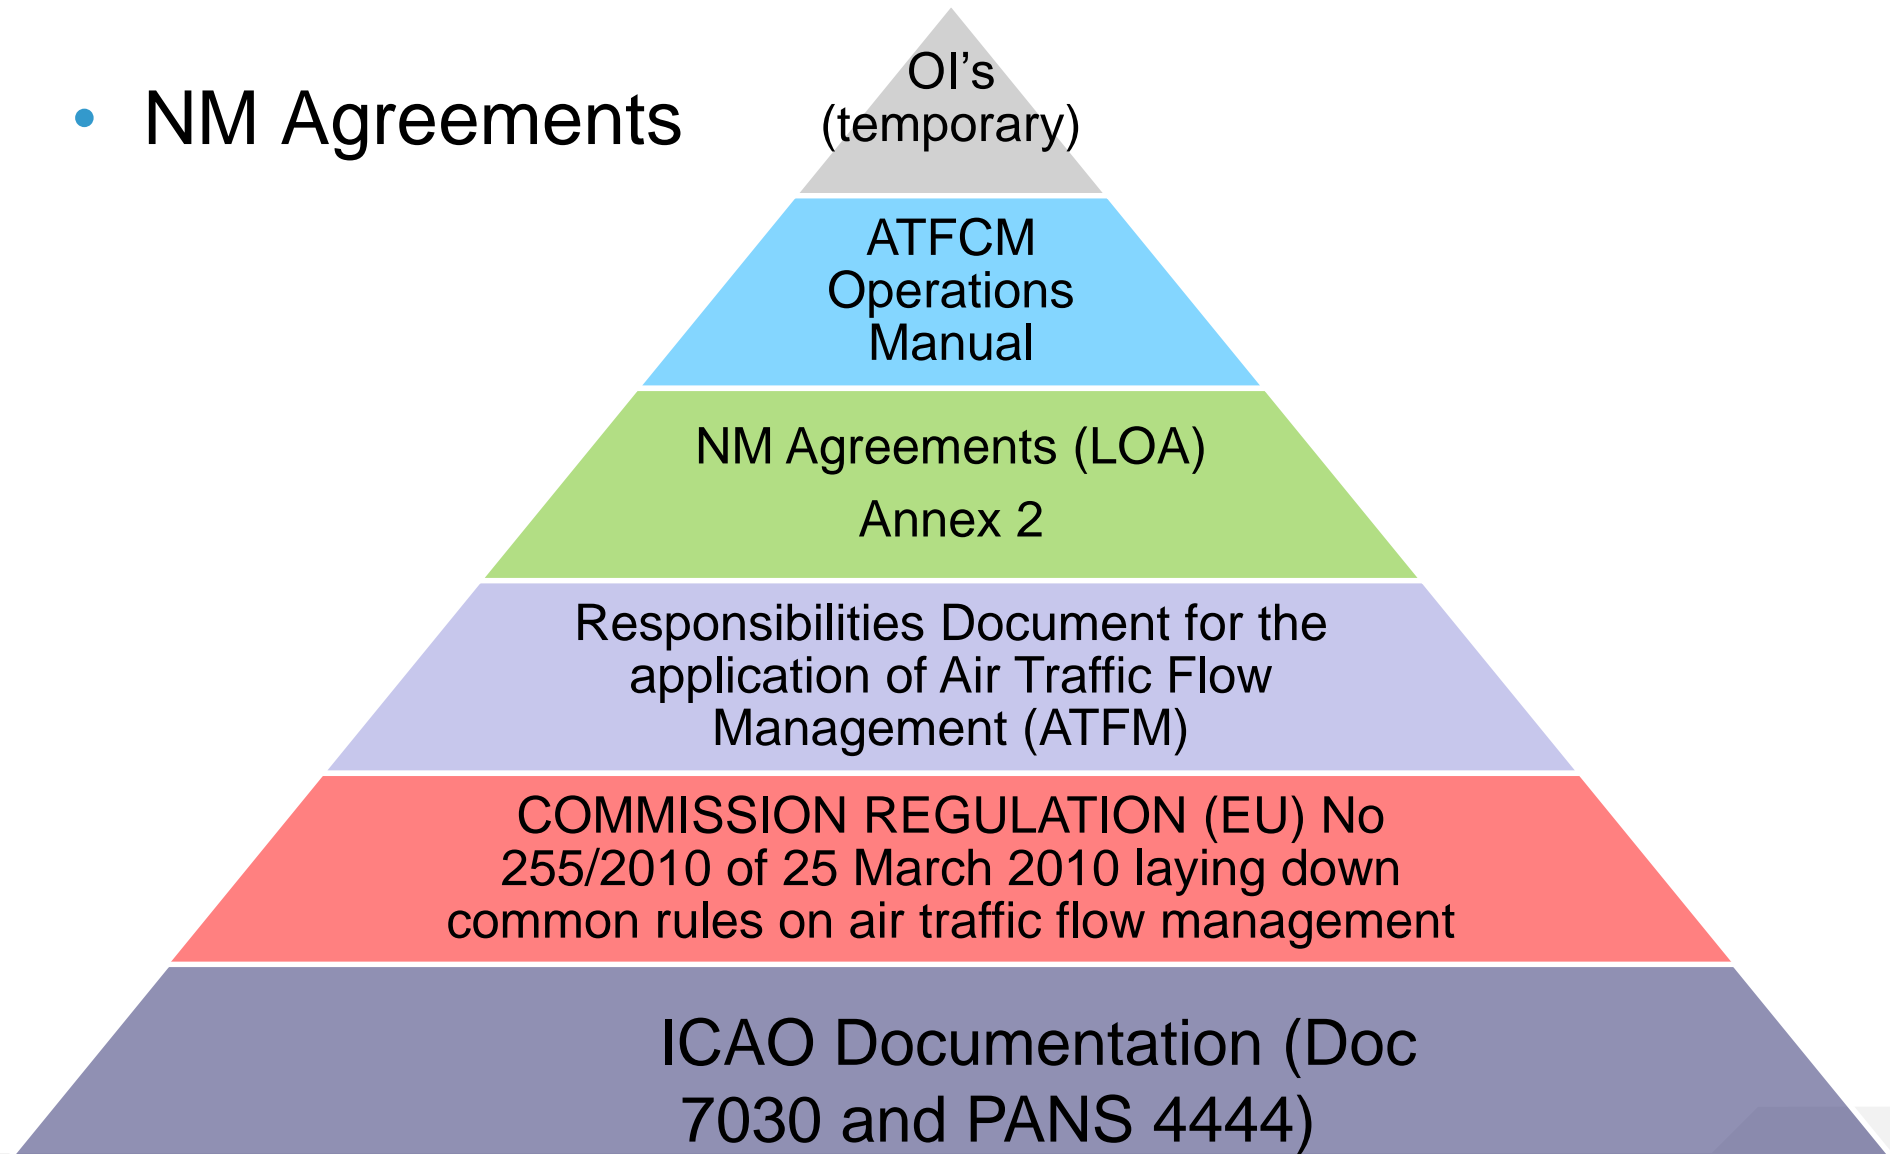 • NM Agreements
OI's
(temporary)
ATFCM
Operations
Manual
NM Agreements (LOA)
Annex 2
Responsibilities Document for the
application of Air Traffic Flow
Management (ATFM)
COMMISSION REGULATION (EU) No
255/2010 of 25 March 2010 laying down
common rules on air traffic flow management
ICAO Documentation (Doc
7030 and PANS 4444)